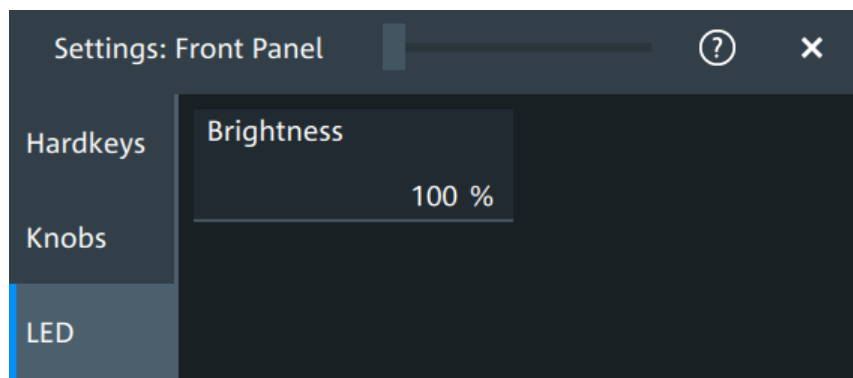 Settings: Front Panel ? ×
Hardkeys
Brightness
100 %
Knobs
LED